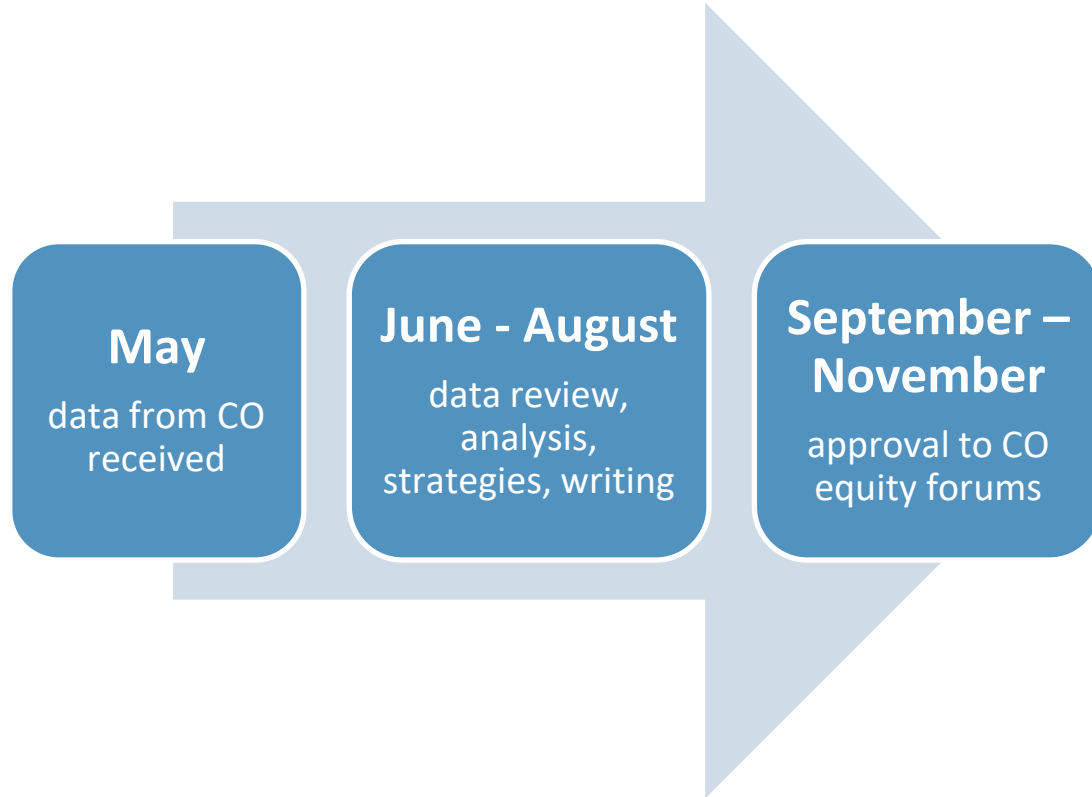 May
data from CO
received
June - August
data review,
analysis,
strategies, writing
September –
November
approval to CO
equity forums